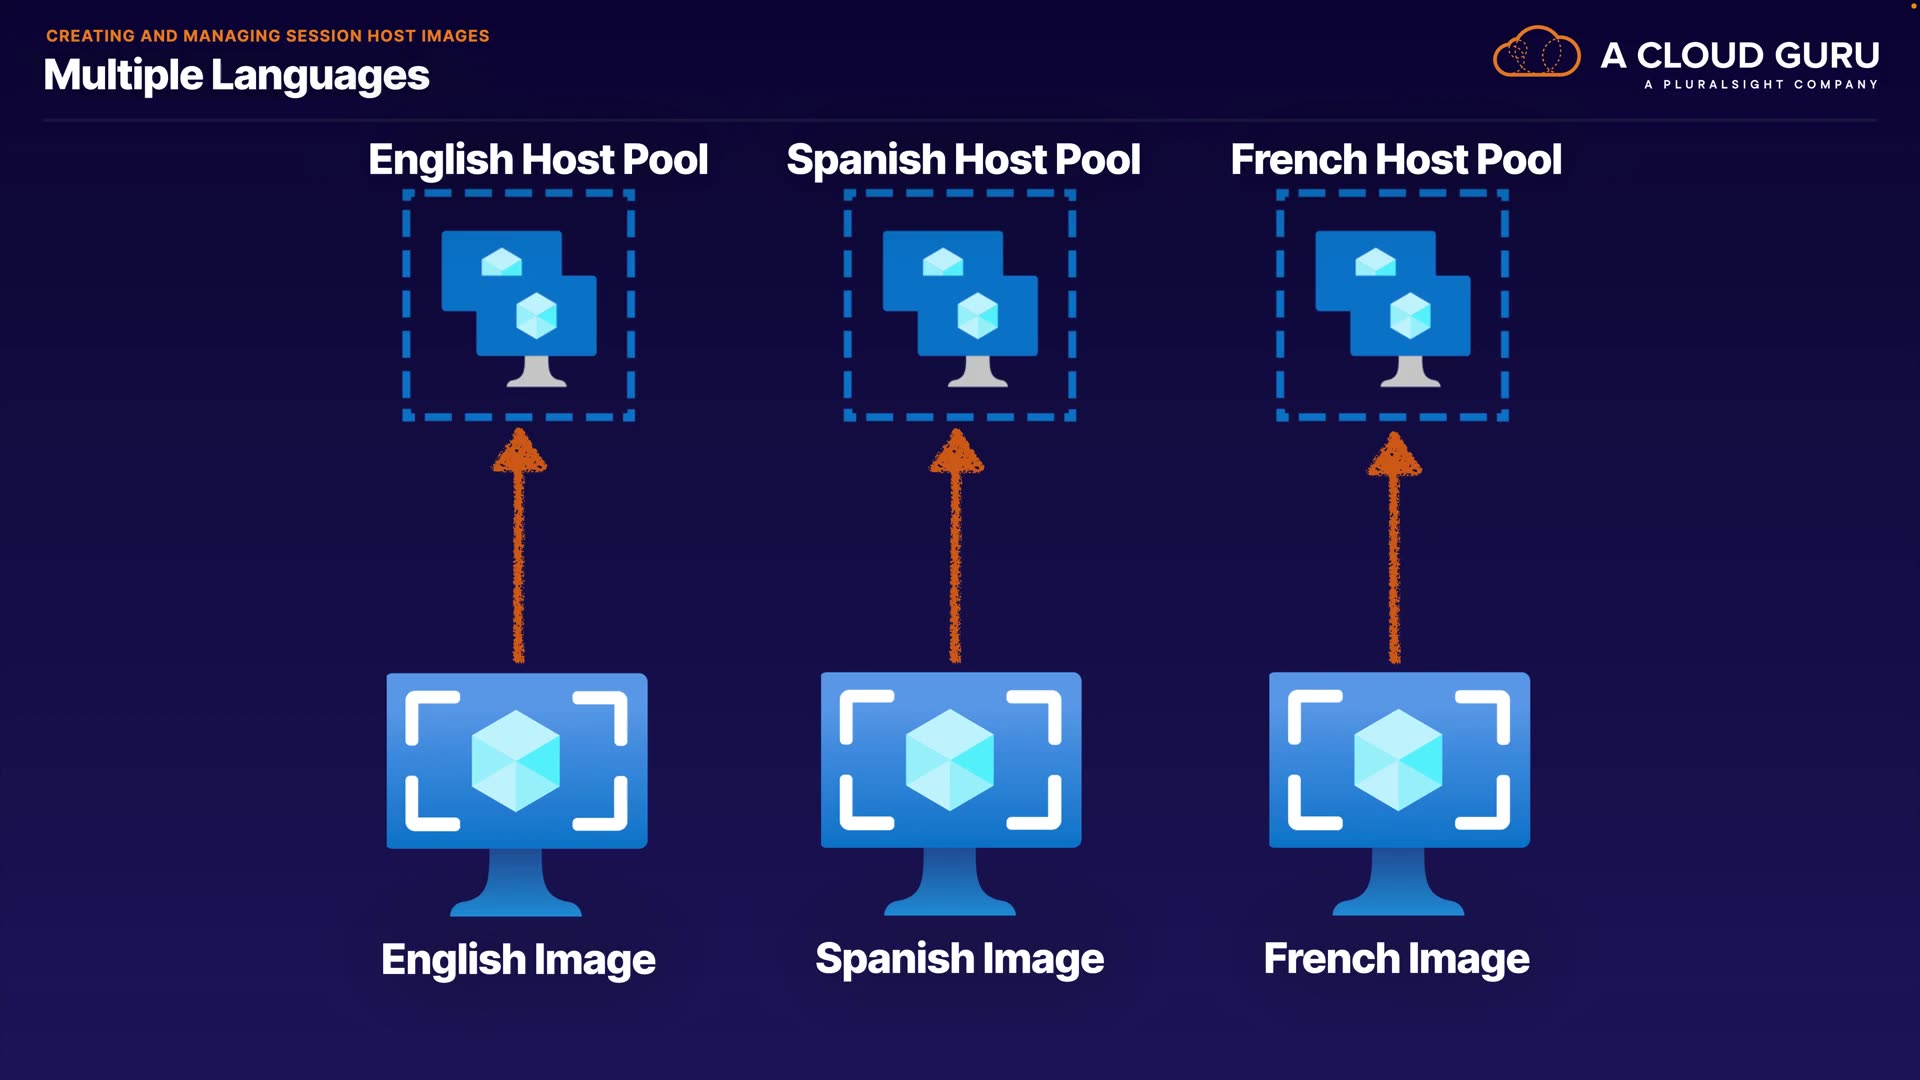 CREATING AND MANAGING SESSION HOST IMAGES
Multiple Languages
A CLOUD GURU
A PLURALSIGHT COMPANY
English Host Pool
Spanish Host Pool
French Host Pool
English Image
Spanish Image
French Image